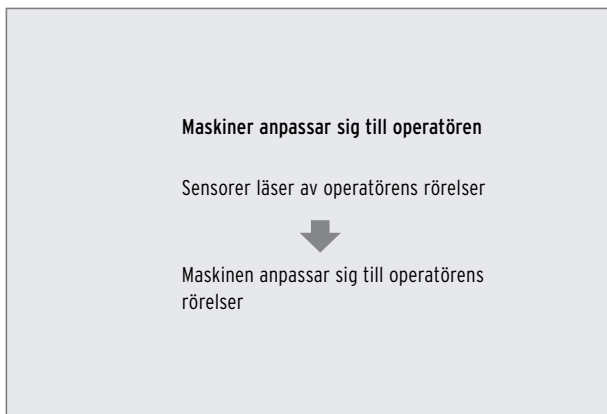 Maskiner anpassar sig till operatören
Sensorer läser av operatörens rörelser
Maskinen anpassar sig till operatörens
rörelser